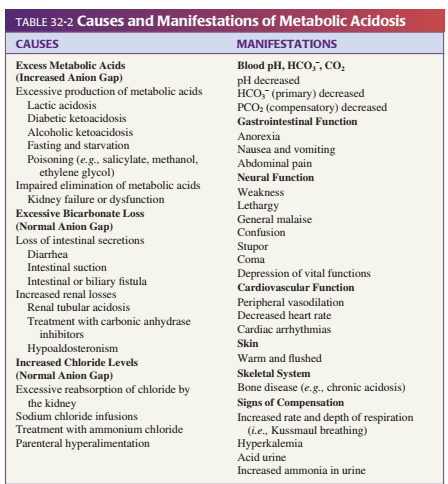 TABLE 32-2 Causes and Manifestations of Metabolic Acidosis
CAUSES
Excess Metabolic Acids
(Increased Anion Gap)
Excessive production of metabolic acids
Lactic acidosis
Diabetic ketoacidosis
Alcoholic ketoacidosis
Fasting and starvation
Poisoning (e.g., salicylate, methanol,
ethylene glycol)
Impaired elimination of metabolic acids
Kidney failure or dysfunction
Excessive Bicarbonate Loss
(Normal Anion Gap)
Loss of intestinal secretions
Diarrhea
Intestinal suction
Intestinal or biliary fistula
Increased renal losses
Renal tubular acidosis
Treatment with carbonic anhydrase
inhibitors
Hypoaldosteronism
Increased Chloride Levels
(Normal Anion Gap)
Excessive reabsorption of chloride by
the kidney
Sodium chloride infusions
Treatment with ammonium chloride
Parenteral hyperalimentation
MANIFESTATIONS
Blood pH, HCO₃⁻, CO₂
pH decreased
HCO₃⁻ (primary) decreased
PCO₂ (compensatory) decreased
Gastrointestinal Function
Anorexia
Nausea and vomiting
Abdominal pain
Neural Function
Weakness
Lethargy
General malaise
Confusion
Stupor
Coma
Depression of vital functions
Cardiovascular Function
Peripheral vasodilation
Decreased heart rate
Cardiac arrhythmias
Skin
Warm and flushed
Skeletal System
Bone disease (e.g., chronic acidosis)
Signs of Compensation
Increased rate and depth of respiration
(i.e., Kussmaul breathing)
Hyperkalemia
Acid urine
Increased ammonia in urine